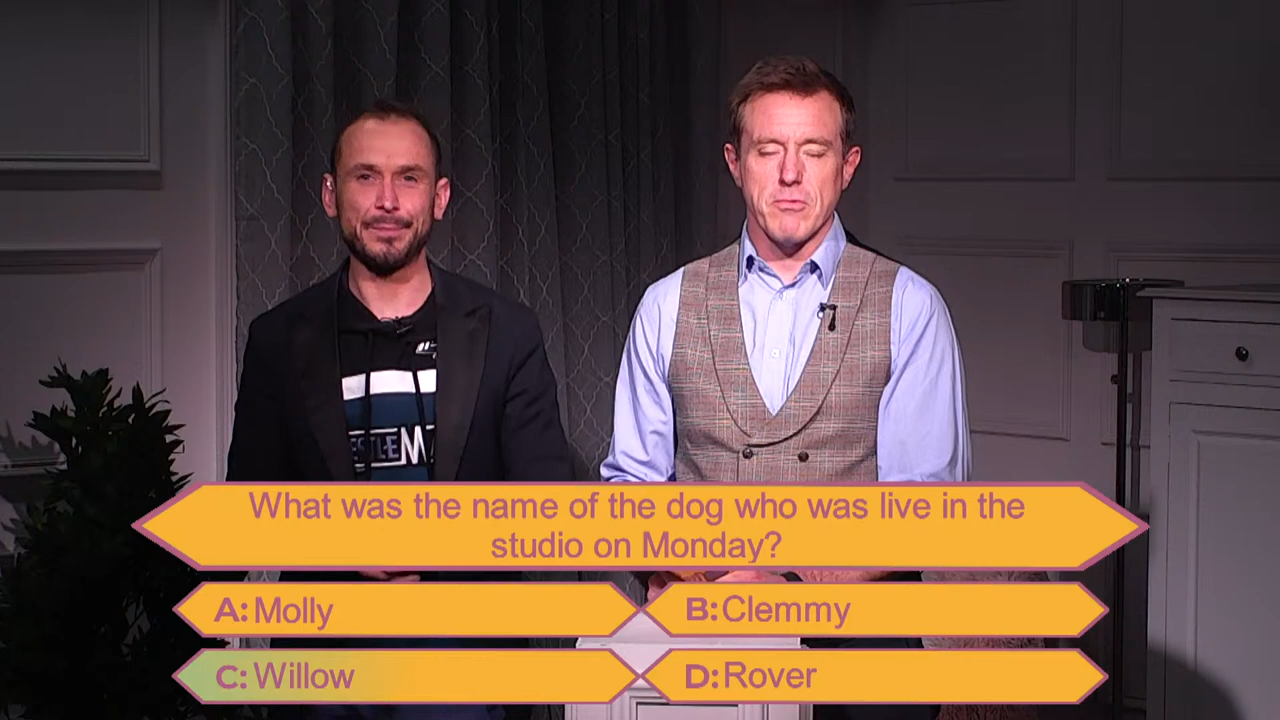 ESTLEM
What was the name of the dog who was live in the
studio on Monday?
A: Molly
B: Clemmy
C: Willow
D: Rover